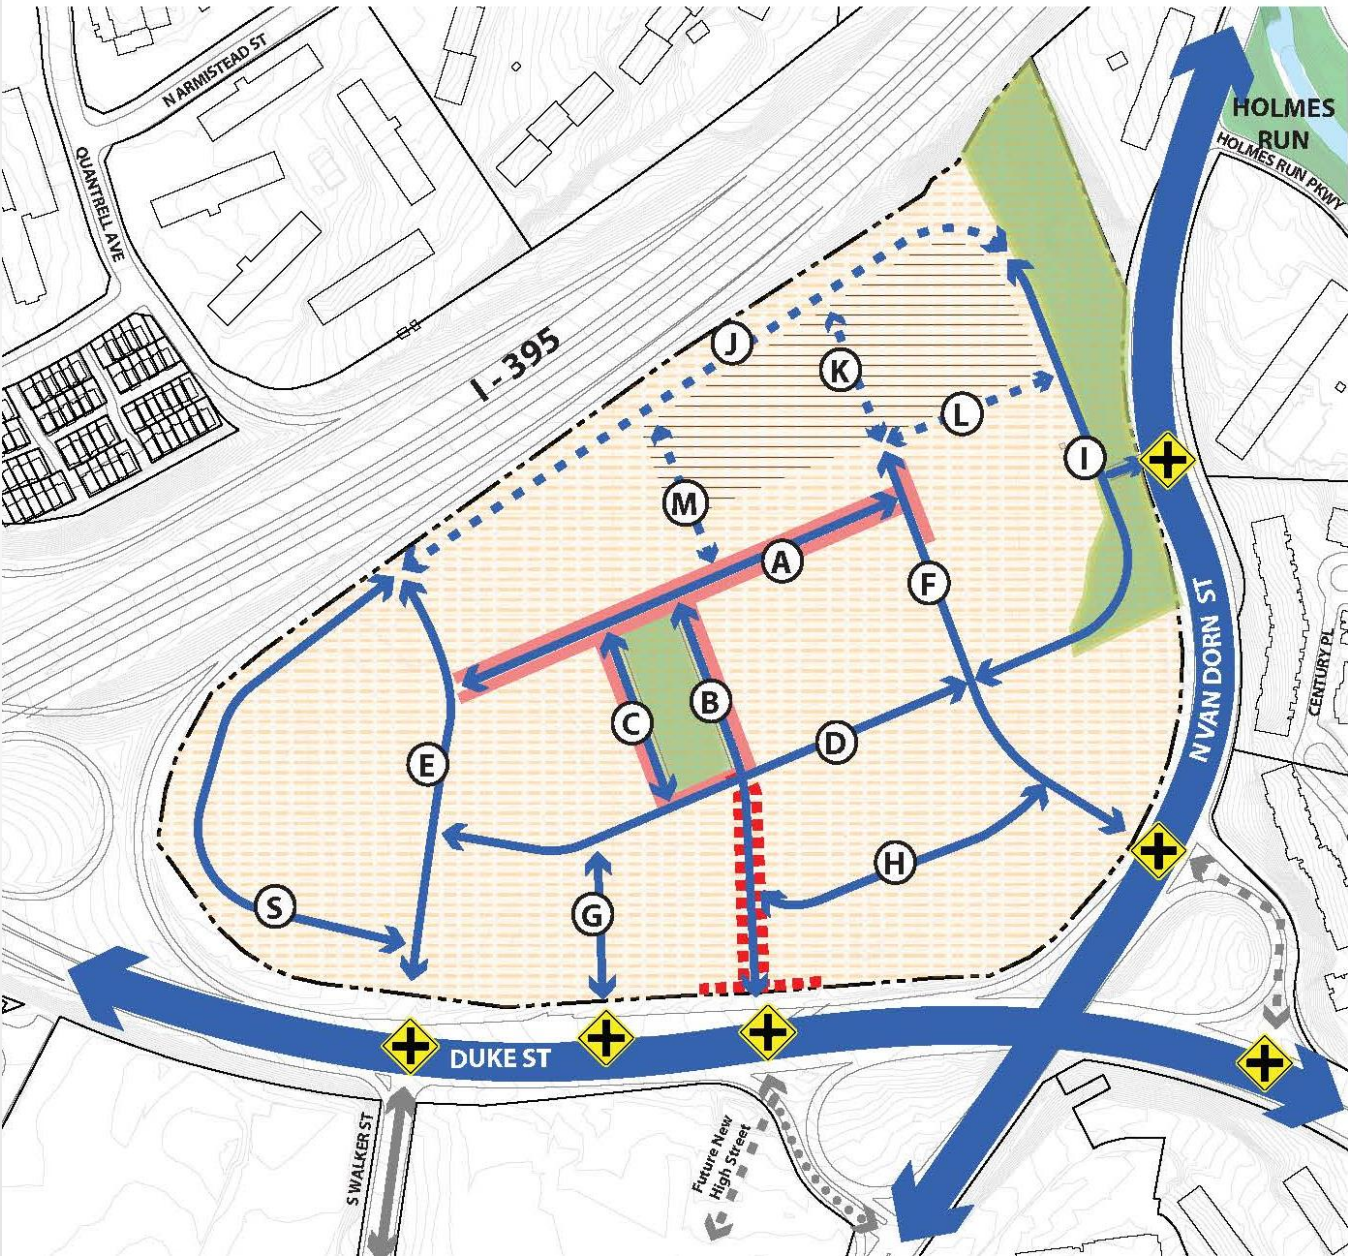 N ARMISTEAD ST
QUANTRELL AVE
HOLMES
RUN
HOLMES RUN PKWY
I - 395
J
K
L
I
M
A
F
N VAN DORN ST
CENTURY PL
B
C
D
E
H
S
G
DUKE ST
S WALKER ST
Future New
High Street